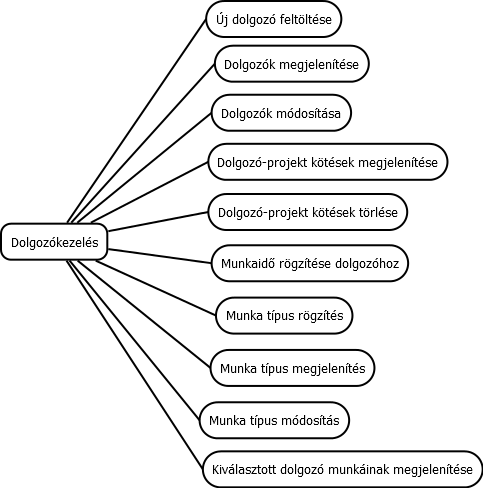 Új dolgozó feltöltése
Dolgozók megjelenítése
Dolgozók módosítása
Dolgozó-projekt kötések megjelenítése
Dolgozó-projekt kötések törlése
Dolgozókezelés
Munkaidő rögzítése dolgozóhoz
Munka típus rögzítés
Munka típus megjelenítés
Munka típus módosítás
Kiválasztott dolgozó munkáinak megjelenítése